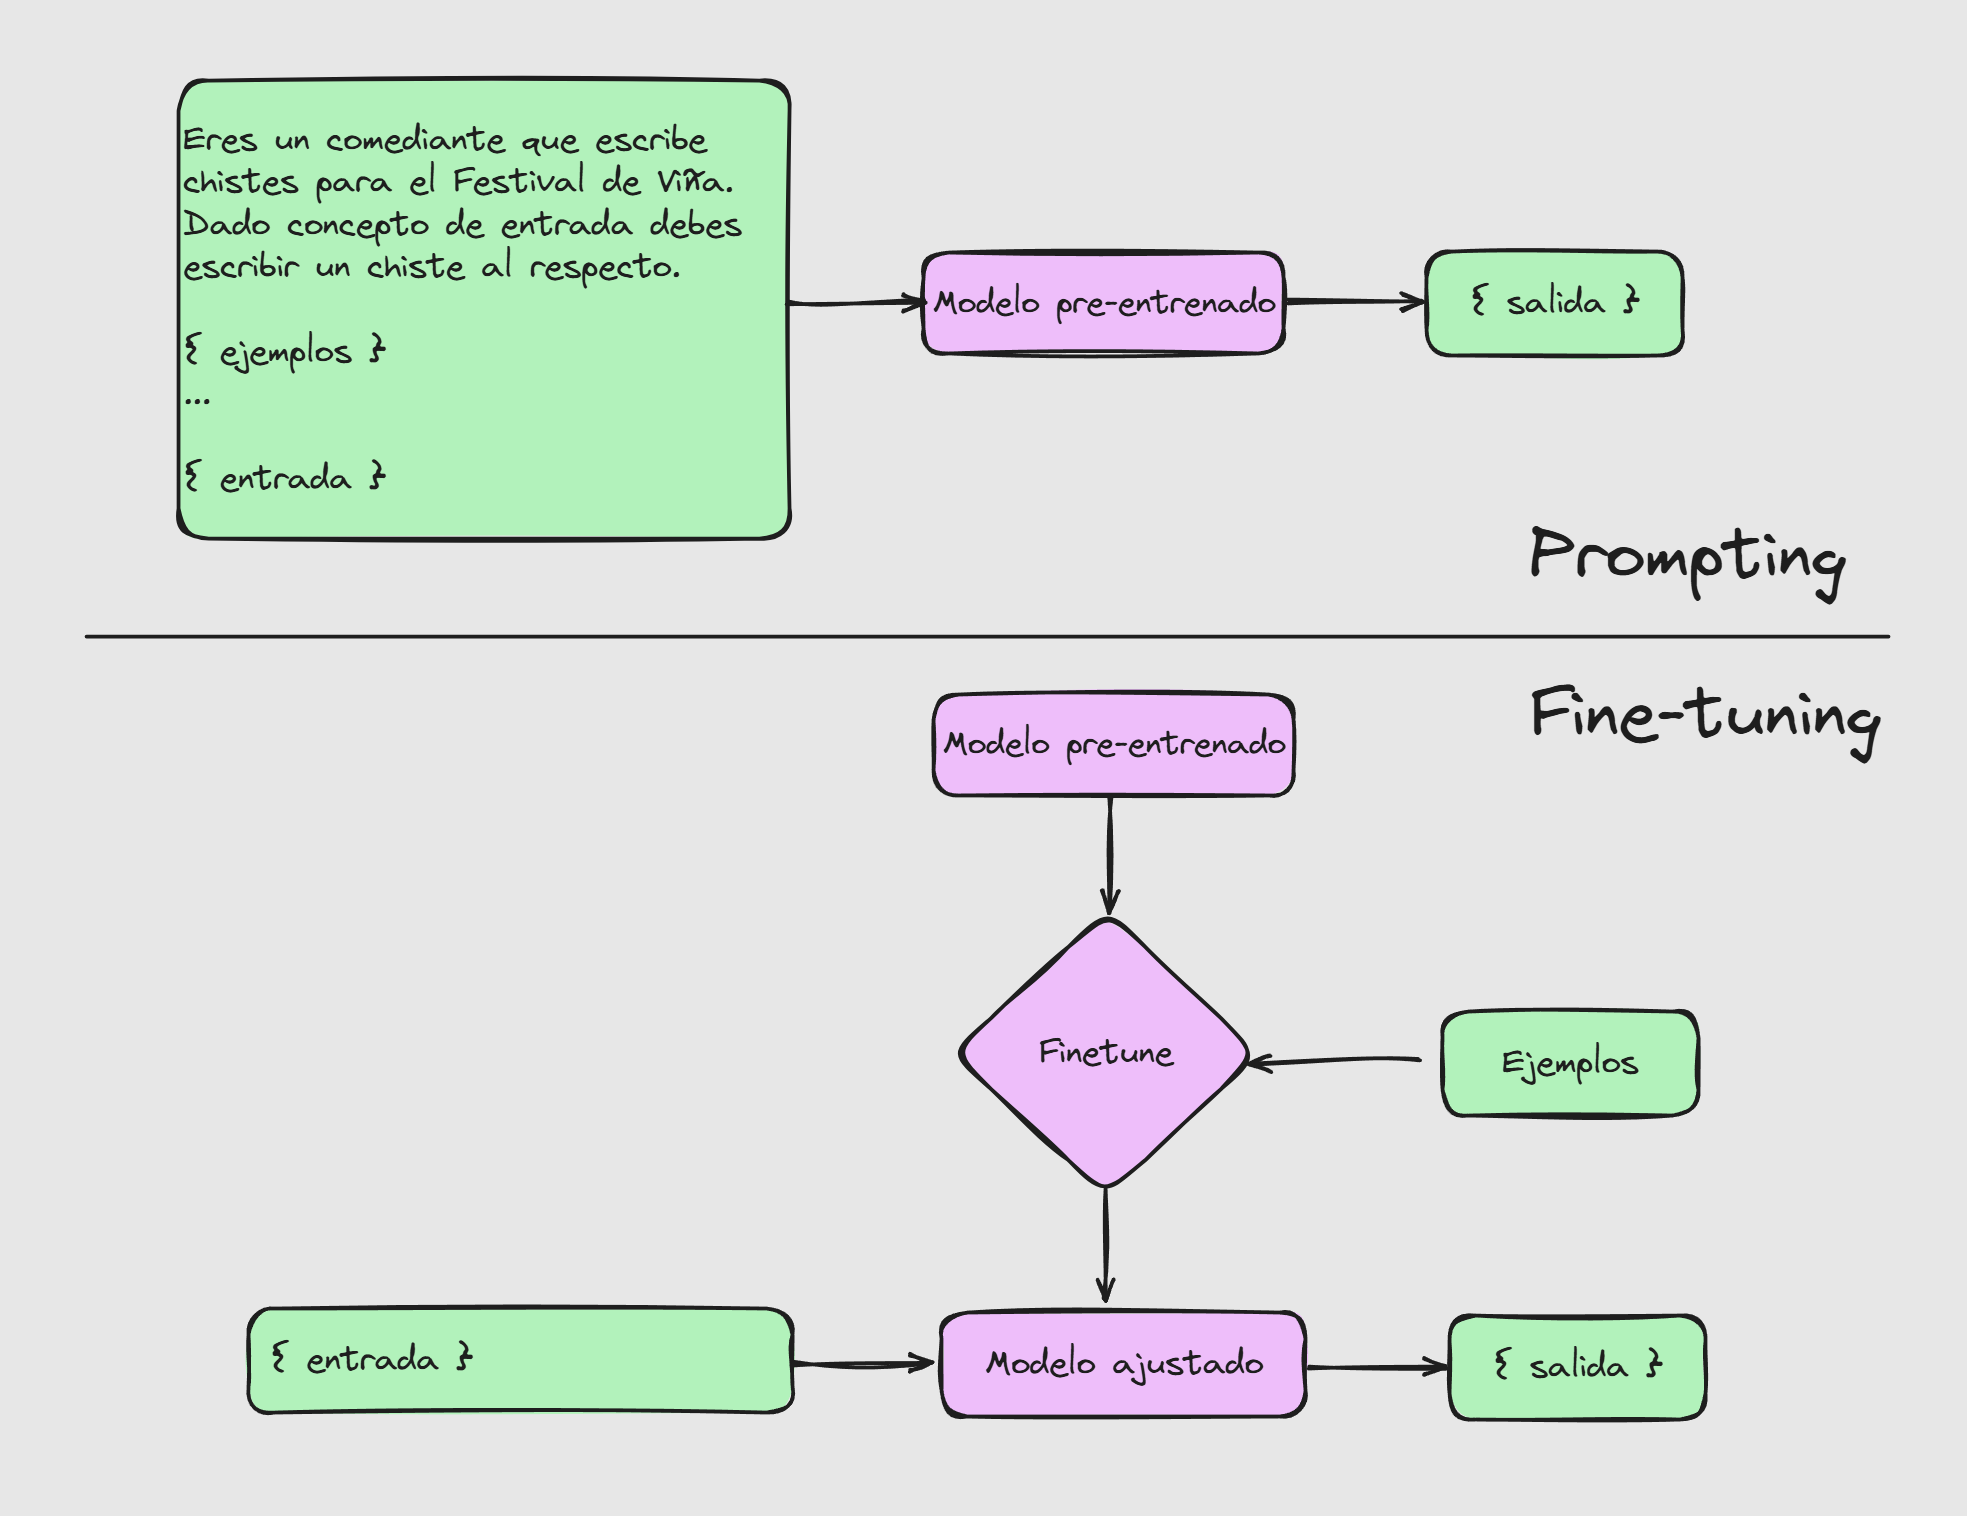 Eres un comediante que escribe
chistes para el Festival de Viña.
Dado concepto de entrada debes
escribir un chiste al respecto.
{ ejemplos }
...
{ entrada }
Modelo pre-entrenado
{ salida }
Prompting
Fine-tuning
Modelo pre-entrenado
Finetune
Ejemplos
{ entrada }
Modelo ajustado
{ salida }